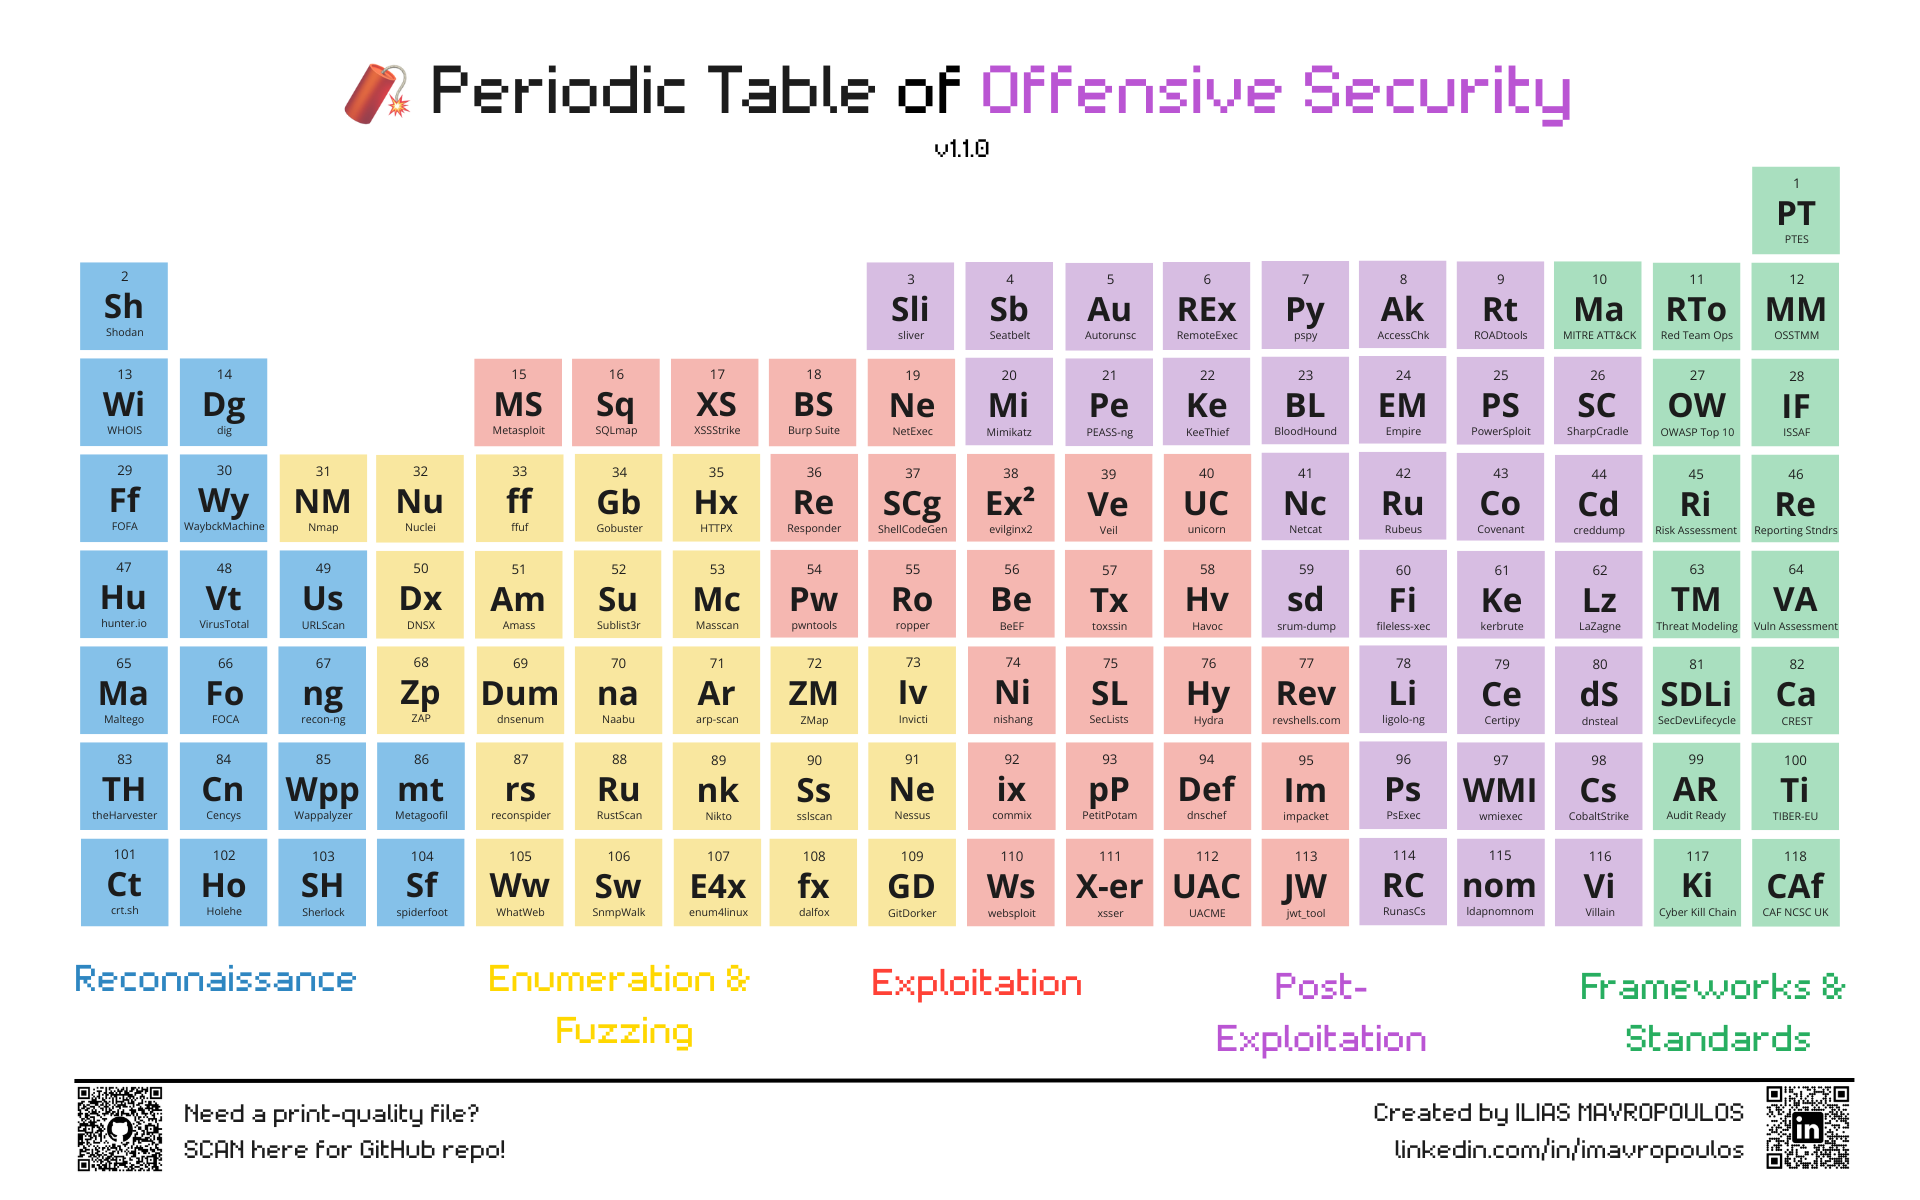 Periodic Table of Offensive Security
v1.1.0
1
PT
PTES
2
Sh
Shodan
3
Sli
sliver
4
Sb
Seatbelt
5
Au
Autorunsc
6
REx
RemoteExec
7
Py
pspy
8
Ak
AccessChk
9
Rt
ROADtools
10
Ma
MITRE ATT&CK
11
RTo
Red Team Ops
12
MM
OSSTMM
13
Wi
WHOIS
14
Dg
dig
15
MS
Metasploit
16
Sq
SQLmap
17
XS
XSSStrike
18
BS
Burp Suite
19
Ne
NetExec
20
Mi
Mimikatz
21
Pe
PEASS-ng
22
Ke
KeeThief
23
BL
BloodHound
24
EM
Empire
25
PS
PowerSploit
26
SC
SharpCradle
27
OW
OWASP Top 10
28
IF
ISSAF
29
Ff
FOFA
30
Wy
WaybckMachine
31
NM
Nmap
32
Nu
Nuclei
33
ff
ffuf
34
Gb
Gobuster
35
Hx
HTTPX
36
Re
Responder
37
SCg
ShellCodeGen
38
Ex²
evilginx2
39
Ve
Veil
40
UC
unicorn
41
Nc
Netcat
42
Ru
Rubeus
43
Co
Covenant
44
Cd
creddump
45
Ri
Risk Assessment
46
Re
Reporting Stndrs
47
Hu
hunter.io
48
Vt
VirusTotal
49
Us
URLScan
50
Dx
DNSX
51
Am
Amass
52
Su
Sublist3r
53
Mc
Masscan
54
Pw
pwntools
55
Ro
ropper
56
Be
BeEF
57
Tx
toxssin
58
Hv
Havoc
59
sd
srum-dump
60
Fi
fileless-xec
61
Ke
kerbrute
62
Lz
LaZagne
63
TM
Threat Modeling
64
VA
Vuln Assessment
65
Ma
Maltego
66
Fo
FOCA
67
ng
recon-ng
68
Zp
ZAP
69
Dum
dnsenum
70
na
Naabu
71
Ar
arp-scan
72
ZM
ZMap
73
Iv
Invicti
74
Ni
nishang
75
SL
SecLists
76
Hy
Hydra
77
Rev
revshells.com
78
Li
ligolo-ng
79
Ce
Certipy
80
dS
dnsteal
81
SDLi
SecDevLifecycle
82
Ca
CREST
83
TH
theHarvester
84
Cn
Cencys
85
Wpp
Wappalyzer
86
mt
Metagoofil
87
rs
reconspider
88
Ru
RustScan
89
nk
Nikto
90
Ss
sslscan
91
Ne
Nessus
92
ix
commix
93
pP
PetitPotam
94
Def
dnschef
95
Im
impacket
96
Ps
PsExec
97
WMI
wmiexec
98
Cs
CobaltStrike
99
AR
Audit Ready
100
Ti
TIBER-EU
101
Ct
crt.sh
102
Ho
Holehe
103
SH
Sherlock
104
Sf
spiderfoot
105
Ww
WhatWeb
106
Sw
SnmpWalk
107
E4x
enum4linux
108
fx
dalfox
109
GD
GitDorker
110
Ws
websploit
111
X-er
xsser
112
UAC
UACME
113
JW
jwt_tool
114
RC
RunasCs
115
nom
ldapnomnom
116
Vi
Villain
117
Ki
Cyber Kill Chain
118
CAf
CAF NCSC UK
Reconnaissance
Enumeration &
Fuzzing
Exploitation
Post-
Exploitation
Frameworks &
Standards
Need a print-quality file?
SCAN here for GitHub repo!
Created by ILIAS MAVROPOULOS
linkedin.com/in/imavropoulos
in